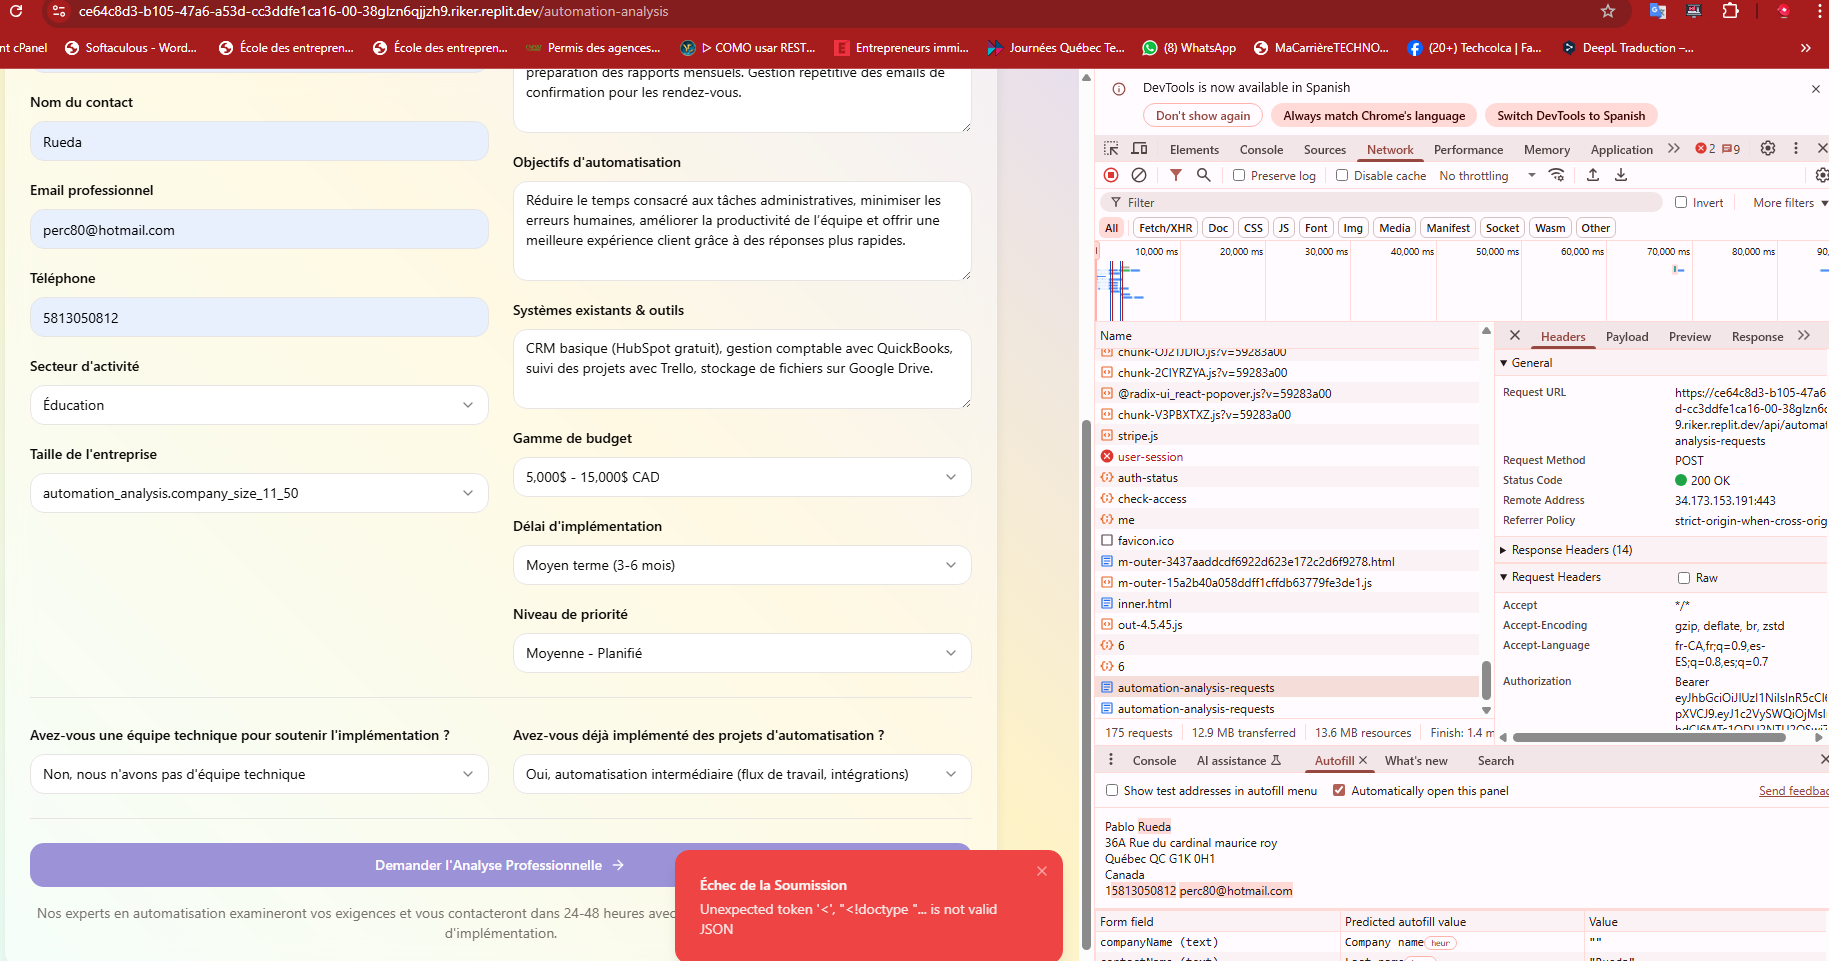 ce64c8d3-b105-47a6-a53d-cc3ddfe1ca16-00-38glzn6qjjzh9.riker.replit.dev/automation-analysis
nt cPanel
Softaculous - Word...
École des entrepren...
École des entrepren...
Permis des agences...
ᐅ COMO usar REST...
Entrepreneurs immi...
Journées Québec Te...
(8) WhatsApp
MaCarrièreTECHNO...
(20+) Techcolca | Fa...
DeepL Traduction –...
»
Nom du contact
Rueda
Email professionnel
perc80@hotmail.com
Téléphone
5813050812
Secteur d'activité
Éducation
Taille de l'entreprise
automation_analysis.company_size_11_50
préparation des rapports mensuels. Gestion répétitive des emails de
confirmation pour les rendez-vous.
Objectifs d'automatisation
Réduire le temps consacré aux tâches administratives, minimiser les
erreurs humaines, améliorer la productivité de l'équipe et offrir une
meilleure expérience client grâce à des réponses plus rapides.
Systèmes existants & outils
CRM basique (HubSpot gratuit), gestion comptable avec QuickBooks,
suivi des projets avec Trello, stockage de fichiers sur Google Drive.
Gamme de budget
5,000$ - 15,000$ CAD
Délai d'implémentation
Moyen terme (3-6 mois)
Niveau de priorité
Moyenne - Planifié
Avez-vous une équipe technique pour soutenir l'implémentation ?
Non, nous n'avons pas d'équipe technique
Avez-vous déjà implémenté des projets d'automatisation ?
Oui, automatisation intermédiaire (flux de travail, intégrations)
Demander l'Analyse Professionnelle →
Nos experts en automatisation examineront vos exigences et vous contacteront dans 24-48 heures avec
d'implémentation.
Échec de la Soumission
Unexpected token '<', "<!doctype "... is not valid
JSON
DevTools is now available in Spanish
Don't show again
Always match Chrome's language
Switch DevTools to Spanish
Elements
Console
Sources
Network
Performance
Memory
Application
»
2
9
Preserve log
Disable cache
No throttling
Filter
Invert
More filters
All
Fetch/XHR
Doc
CSS
JS
Font
Img
Media
Manifest
Socket
Wasm
Other
10,000 ms
20,000 ms
30,000 ms
40,000 ms
50,000 ms
60,000 ms
70,000 ms
80,000 ms
90,
Name
chunk-OJ21JDIO.js?v=59283a00
chunk-2CIYRZYA.js?v=59283a00
@radix-ui_react-popover.js?v=59283a00
chunk-V3PBXTXZ.js?v=59283a00
stripe.js
user-session
auth-status
check-access
me
favicon.ico
m-outer-3437aaddcdf6922d623e172c2d6f9278.html
m-outer-15a2b40a058ddff1cffdb63779fe3de1.js
inner.html
out-4.5.45.js
6
6
automation-analysis-requests
automation-analysis-requests
175 requests
12.9 MB transferred
13.6 MB resources
Finish: 1.4 m
Headers
Payload
Preview
Response
»
General
Request URL
https://ce64c8d3-b105-47a6
d-cc3ddfe1ca16-00-38glzn6
9.riker.replit.dev/api/automat
analysis-requests
Request Method
POST
Status Code
200 OK
Remote Address
34.173.153.191:443
Referrer Policy
strict-origin-when-cross-orig
Response Headers (14)
Request Headers
Raw
Accept
*/*
Accept-Encoding
gzip, deflate, br, zstd
Accept-Language
fr-CA,fr;q=0.9,es-
ES;q=0.8,es;q=0.7
Authorization
Bearer
eyJhbGciOiJIUzI1NiIsInR5cCI6
pXVCJ9.eyJ1c2VySWQiOjMsIn
Console
AI assistance
Autofill
What's new
Search
Show test addresses in autofill menu
Automatically open this panel
Send feedbac
Pablo Rueda
36A Rue du cardinal maurice roy
Québec QC G1K 0H1
Canada
15813050812 perc80@hotmail.com
Form field
Predicted autofill value
Value
companyName (text)
Company name
heur
""